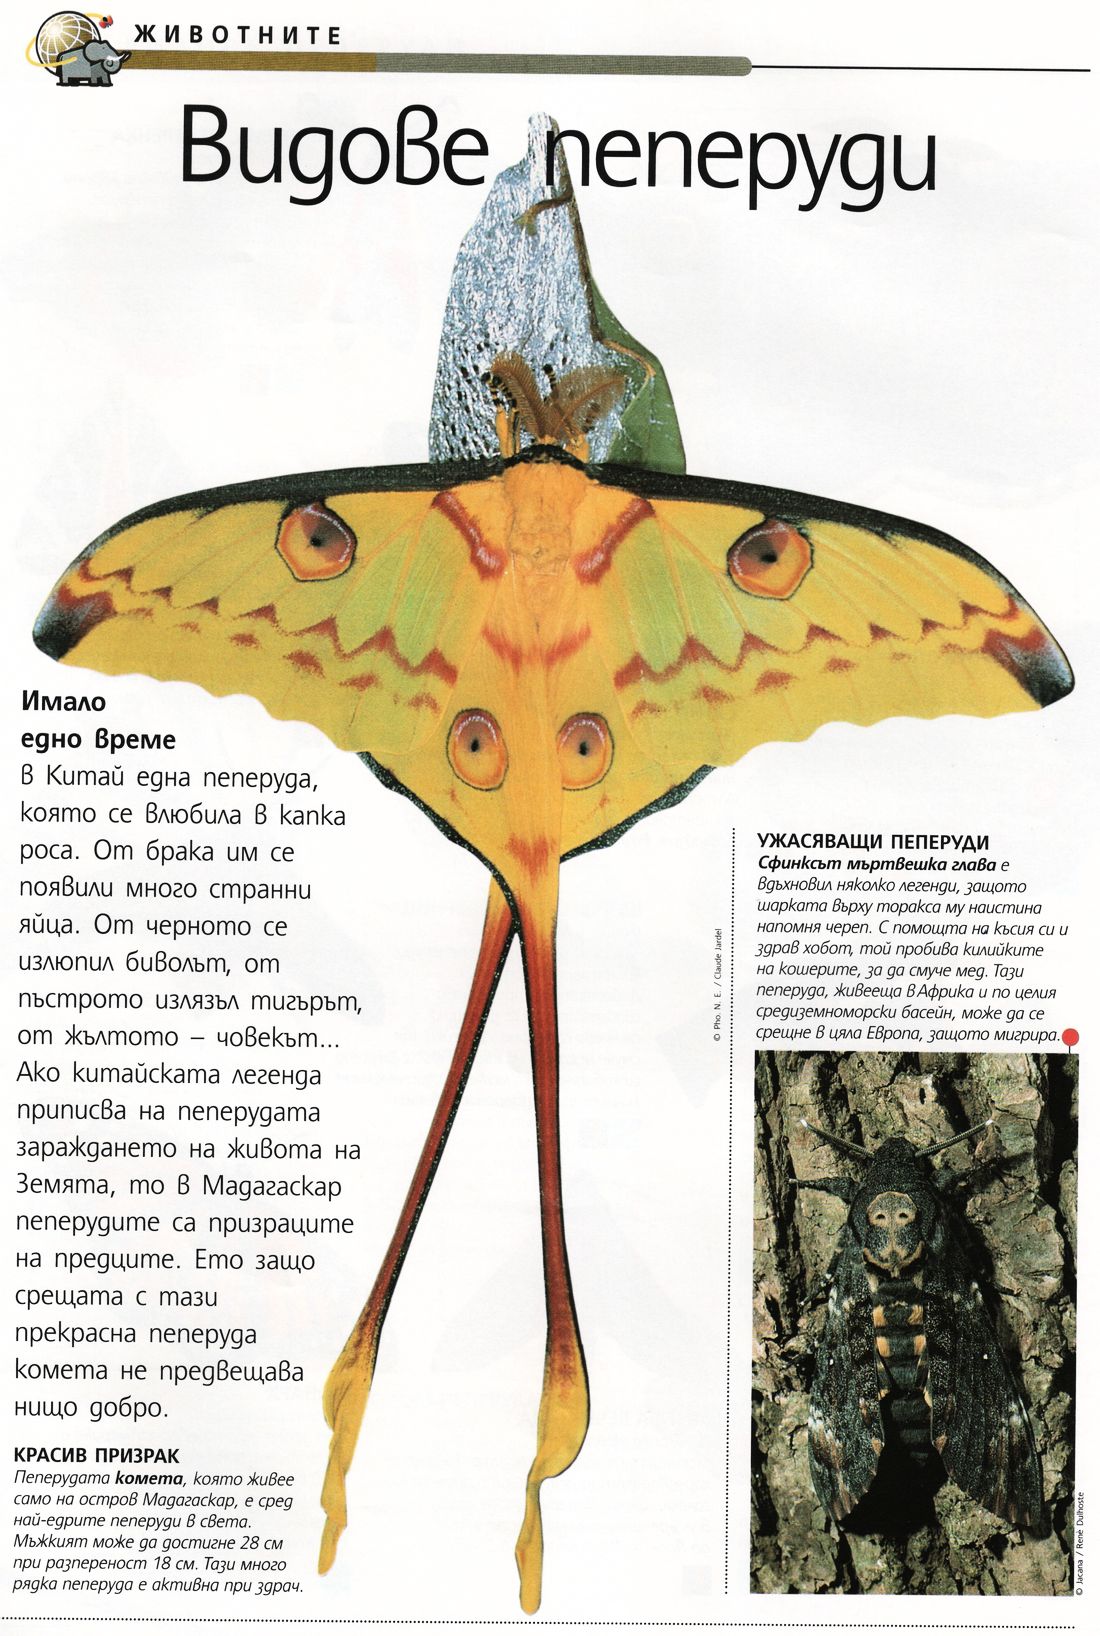 ЖИВОТНИТЕ
Видове пеперуди
Имало
едно време
в Китай една пеперуда,
която се влюбила в капка
роса. От брака им се
появили много странни
яйца. От черното се
излюпил биволът, от
пъстрото излязъл тигърът,
от жълтото – човекът...
Ако китайската легенда
приписва на пеперудата
зараждането на живота на
Земята, то в Мадагаскар
пеперудите са призраците
на предците. Ето защо
срещата с тази
прекрасна пеперуда
комета не предвещава
нищо добро.
КРАСИВ ПРИЗРАК
Пеперудата комета, която живее
само на остров Мадагаскар, е сред
най-едрите пеперуди в света.
Мъжкият може да достигне 28 см
при разпереност 18 см. Тази много
рядка пеперуда е активна при здрач.
© Pho. N. E. / Claude Jardel
УЖАСЯВАЩИ ПЕПЕРУДИ
Сфинксът мъртвешка глава е
вдъхновил няколко легенди, защото
шарката върху торакса му наистина
напомня череп. С помощта на късия си и
здрав хобот, той пробива килийките
на кошерите, за да смуче мед. Тази
пеперуда, живееща в Африка и по целия
средиземноморски басейн, може да се
срещне в цяла Европа, защото мигрира.
© Jacana / Renè Dulhoste